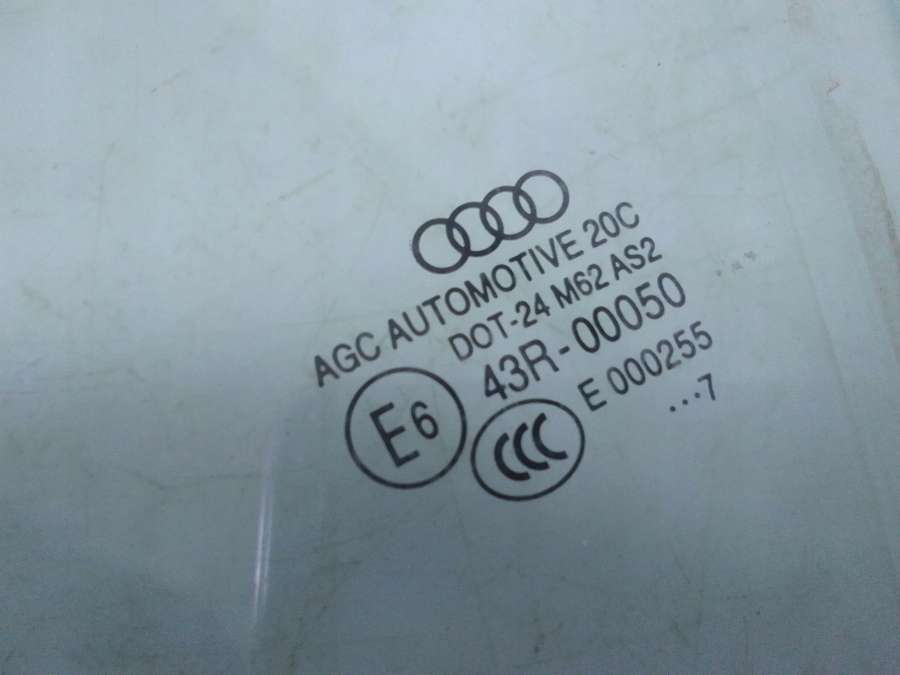 AGC AUTOMOTIVE 20C
DOT-24 M62 AS2
43R-00050
E6
CCC
E 000255
...7